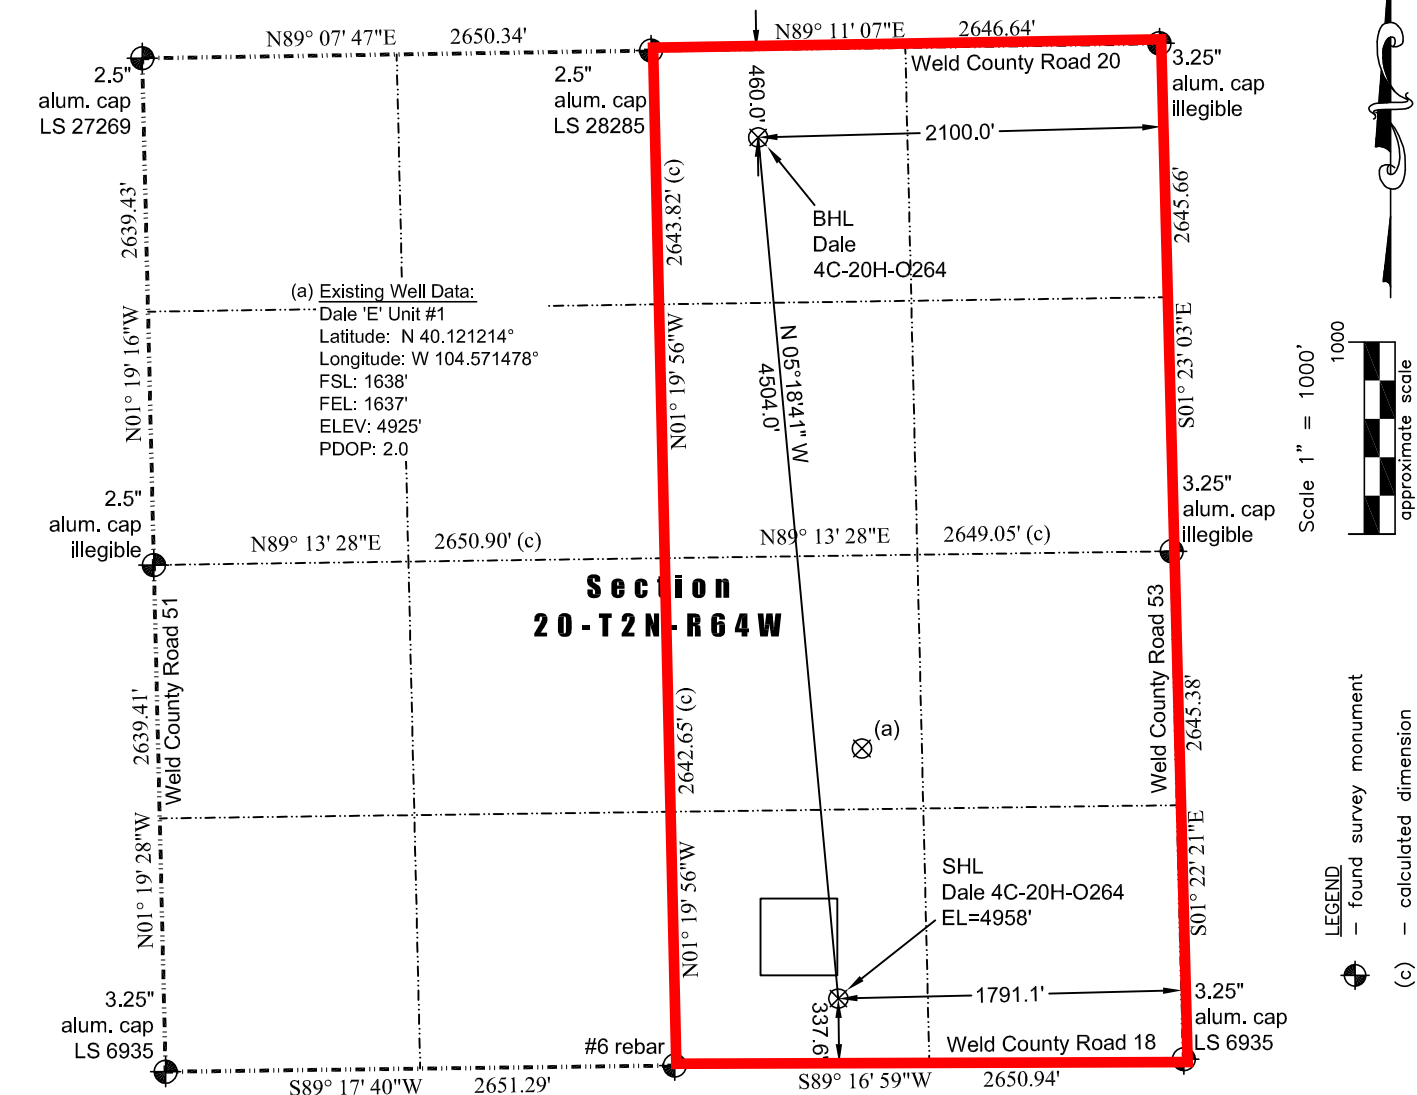 N89° 07' 47"E 2650.34'
N89° 11' 07"E 2646.64'
Weld County Road 20
2.5"
alum. cap
LS 27269
2.5"
alum. cap
LS 28285
3.25"
alum. cap
illegible
460.0'
2100.0'
BHL
Dale
4C-20H-O264
2639.43'
N01° 19' 16"W
2643.82' (c)
N01° 19' 56"W
2645.66'
S01° 23' 03"E
(a) Existing Well Data:
Dale 'E' Unit #1
Latitude: N 40.121214°
Longitude: W 104.571478°
FSL: 1638'
FEL: 1637'
ELEV: 4925'
PDOP: 2.0
N 05°18'41" W
4504.0'
2.5"
alum. cap
illegible
3.25"
alum. cap
illegible
N89° 13' 28"E 2650.90' (c)
N89° 13' 28"E 2649.05' (c)
Section
20-T2N-R64W
Weld County Road 51
Weld County Road 53
2639.41'
N01° 19' 28"W
2642.65' (c)
N01° 19' 56"W
2645.38'
S01° 22' 21"E
(a)
SHL
Dale 4C-20H-O264
EL=4958'
1791.1'
337.6'
3.25"
alum. cap
LS 6935
#6 rebar
Weld County Road 18
3.25"
alum. cap
LS 6935
S89° 17' 40"W 2651.29'
S89° 16' 59"W 2650.94'
Scale 1" = 1000'
1000
approximate scale
LEGEND
- found survey monument
(c) - calculated dimension